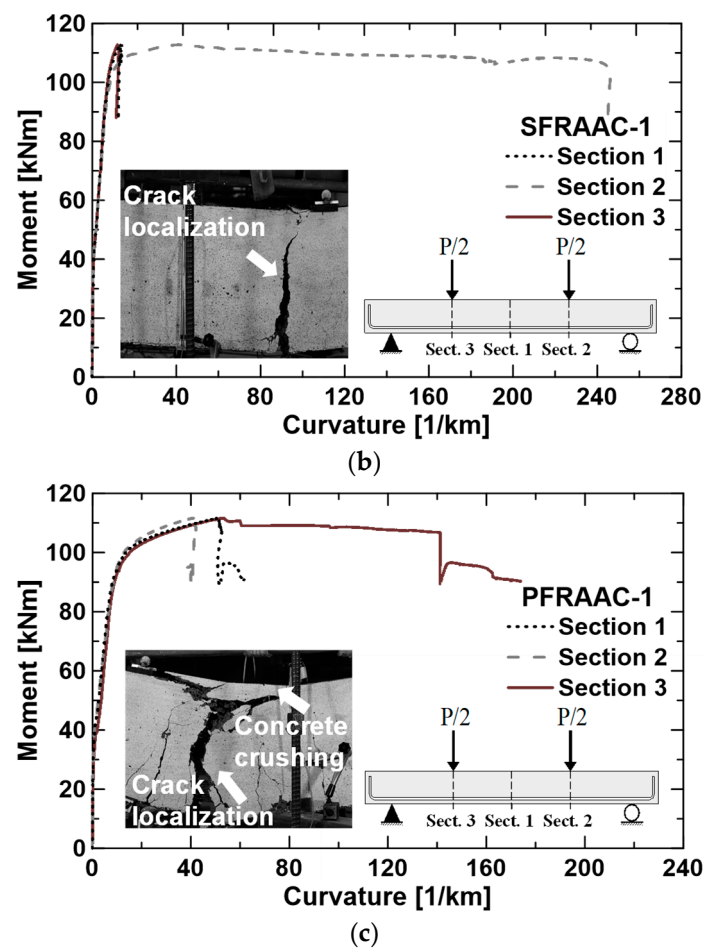 120
100
80
60
40
20
0
Moment [kNm]
SFRAAC-1
Section 1
Section 2
Section 3
Crack
localization
P/2 P/2
Sect. 3 Sect. 1 Sect. 2
0 40 80 120 160 200 240 280
Curvature [1/km]
(b)
120
100
80
60
40
20
0
Moment [kNm]
PFRAAC-1
Section 1
Section 2
Section 3
Concrete
crushing
Crack
localization
P/2 P/2
Sect. 3 Sect. 1 Sect. 2
0 40 80 120 160 200 240
Curvature [1/km]
(c)